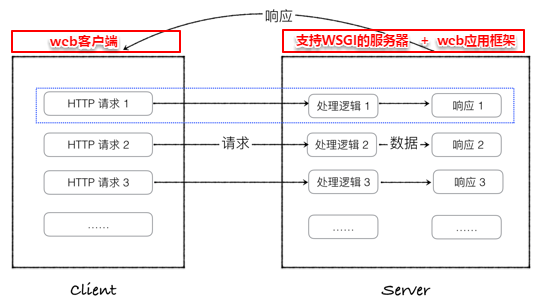 响应
web客户端
支持WSGI的服务器 + web应用框架
HTTP 请求 1
处理逻辑 1
响应 1
HTTP 请求 2
请求
处理逻辑 2
数据
响应 2
HTTP 请求 3
处理逻辑 3
响应 3
……
……
……
Client
Server